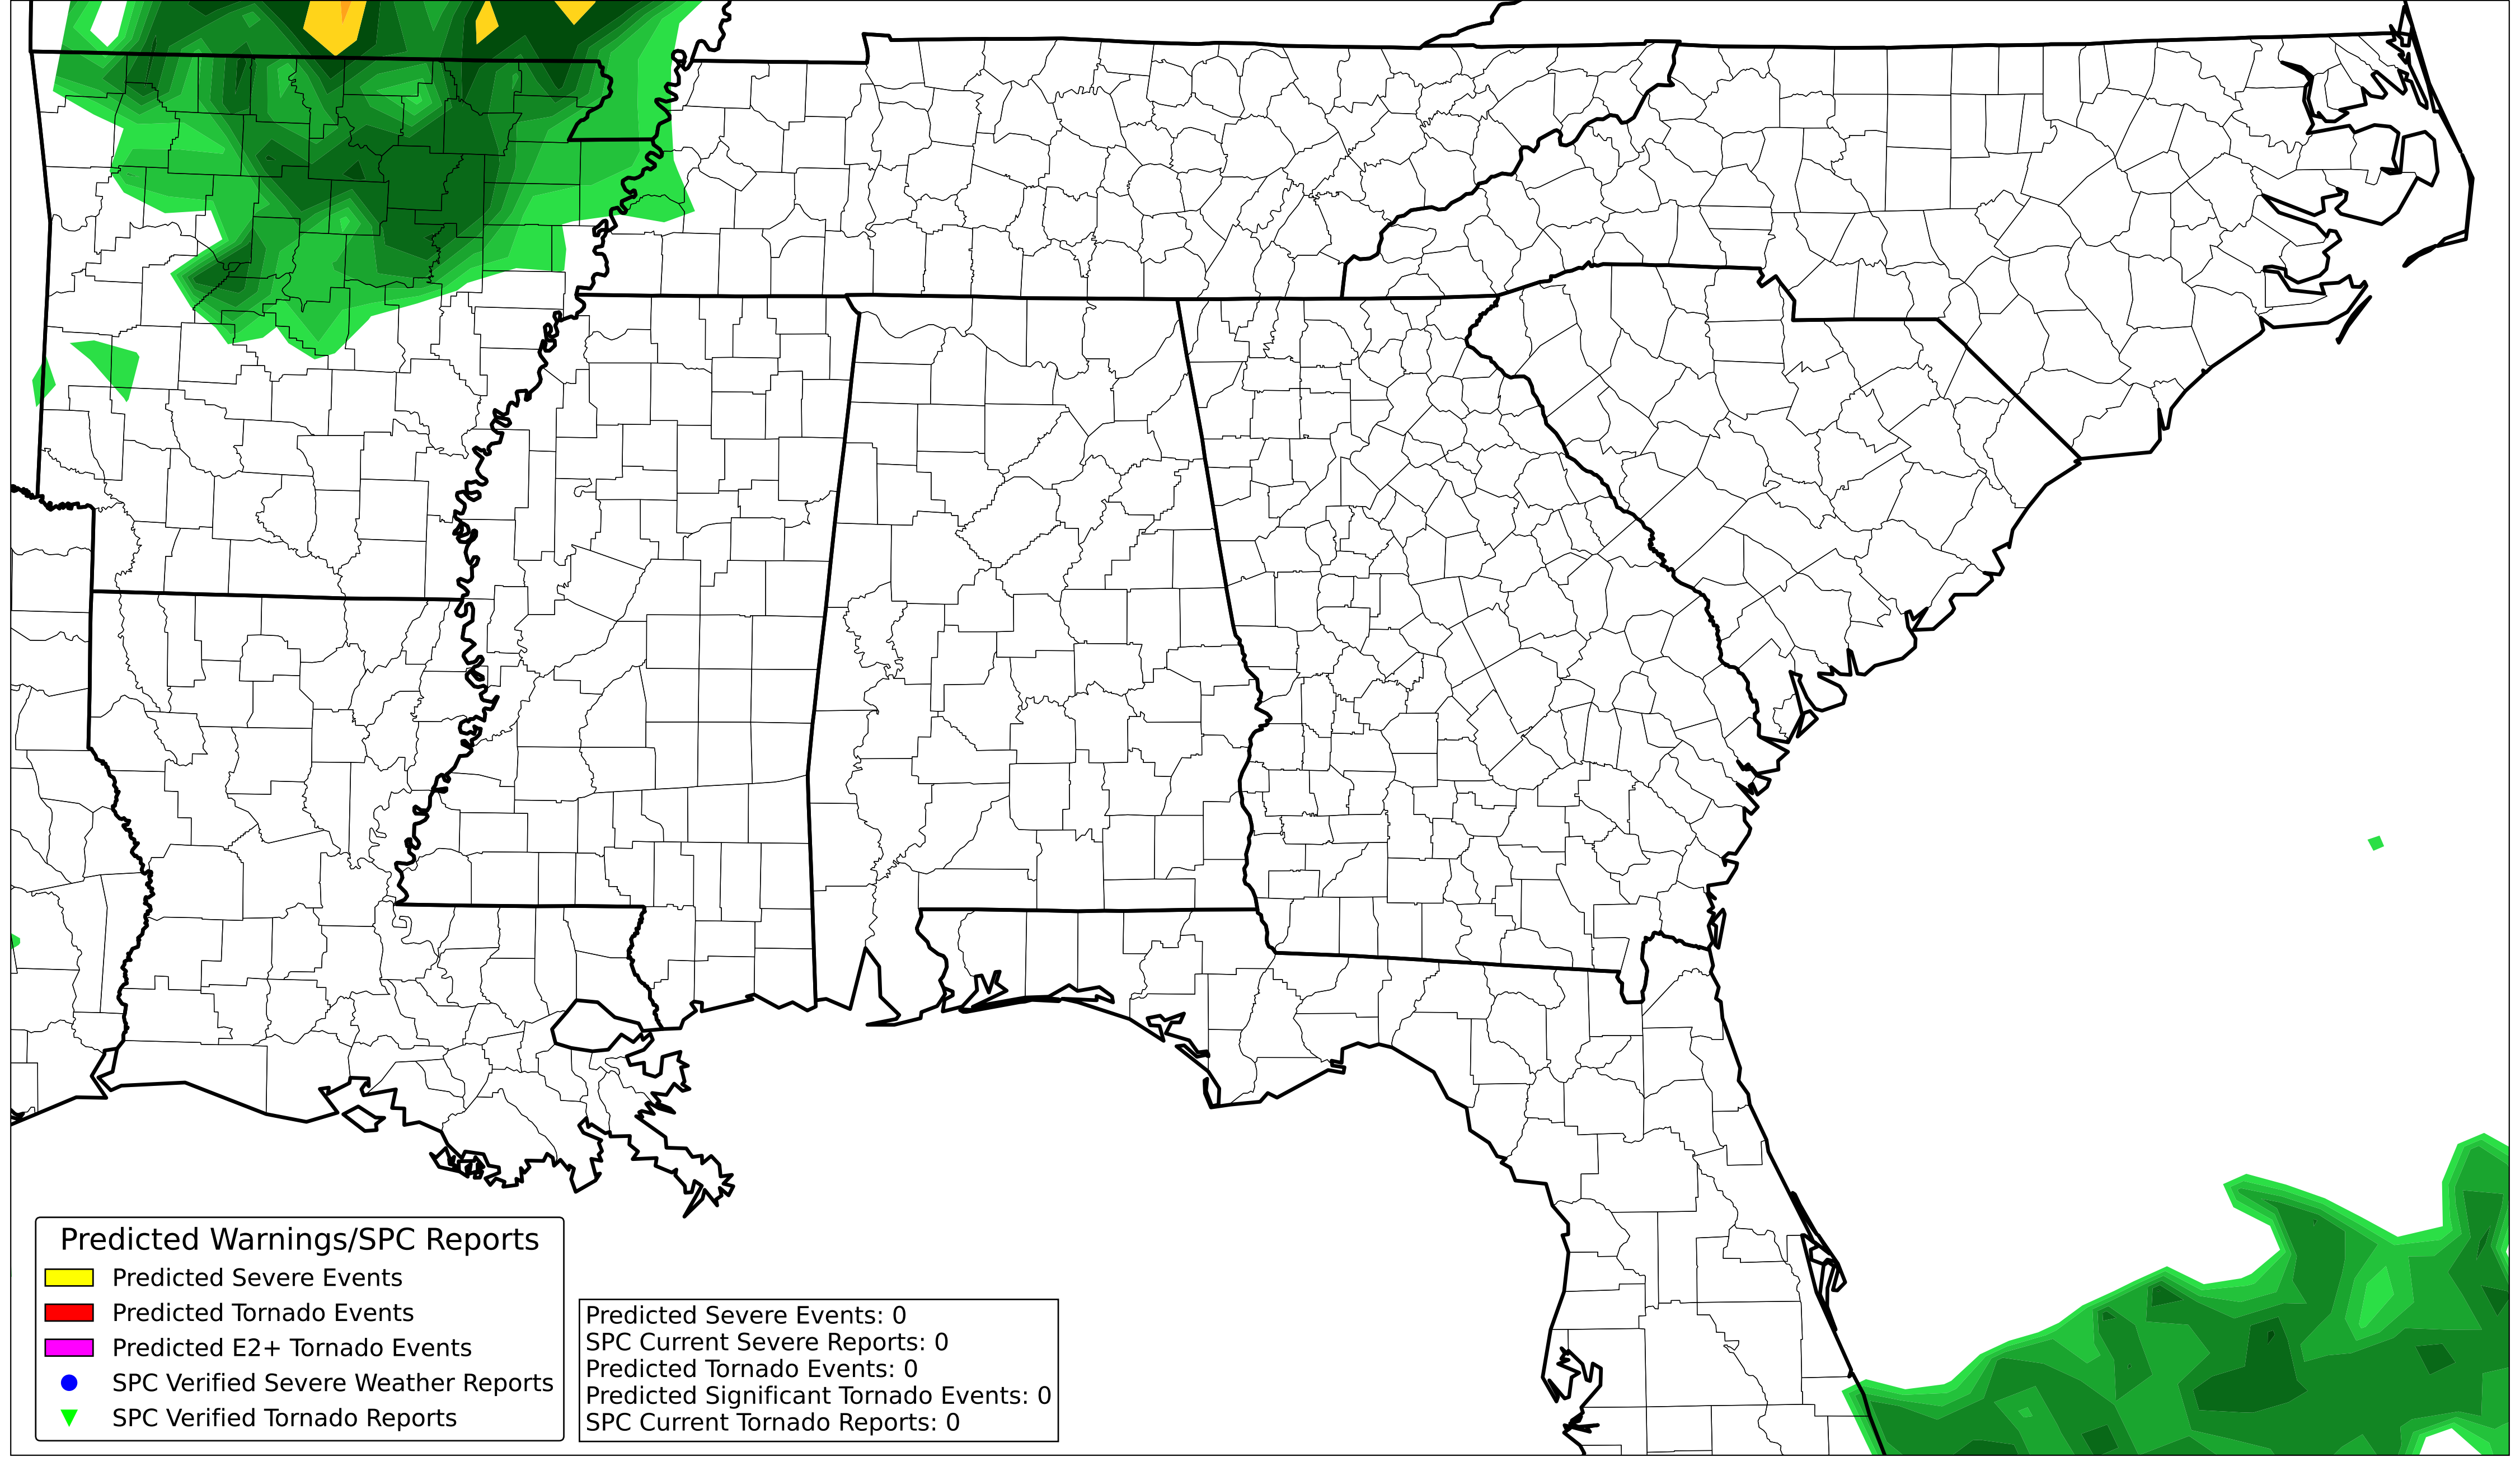 Predicted Warnings/SPC Reports
Predicted Severe Events
Predicted Tornado Events
Predicted E2+ Tornado Events
SPC Verified Severe Weather Reports
SPC Verified Tornado Reports
Predicted Severe Events: 0
SPC Current Severe Reports: 0
Predicted Tornado Events: 0
Predicted Significant Tornado Events: 0
SPC Current Tornado Reports: 0